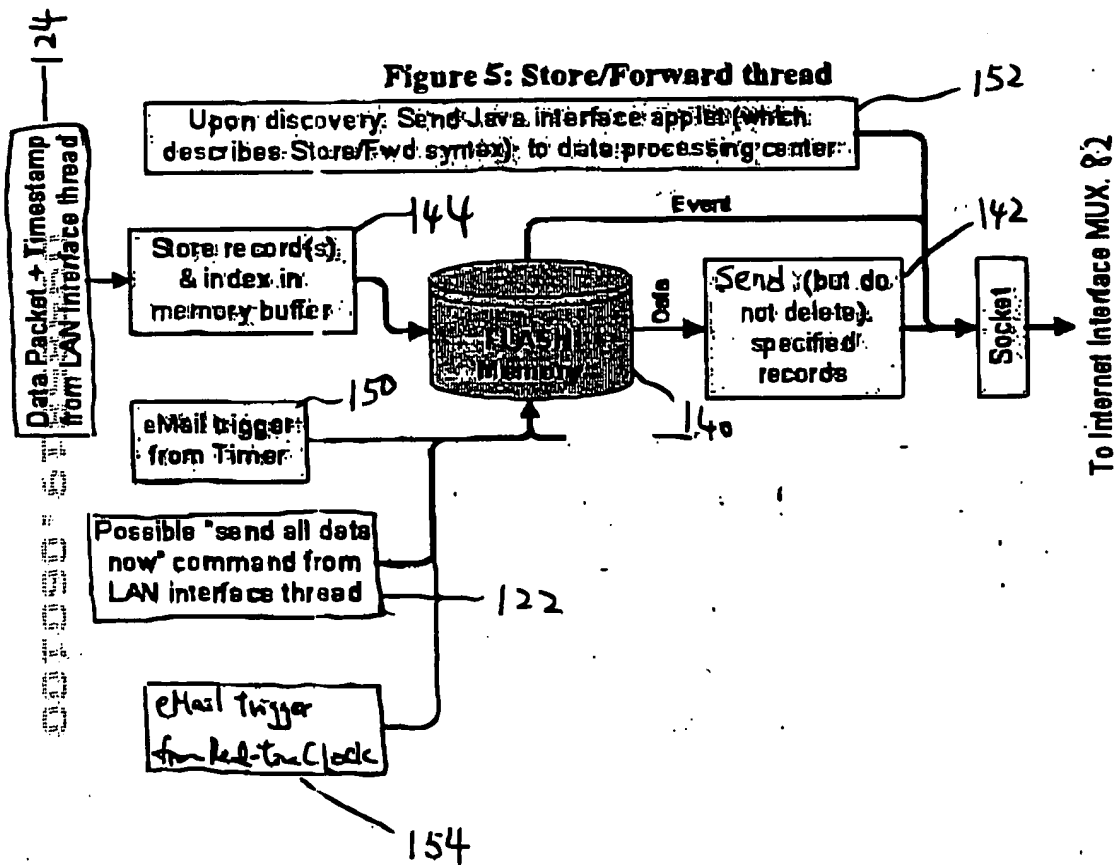 Figure 5: Store/Forward thread
152
Upon discovery: Send Java interface applet (which
describes Store/Fwd syntax) to data processing center
124
Data Packet + Timestamp
from LAN interface thread
144
Store record(s)
& index in
memory buffer
Event
FLASH
Memory
140
Data
142
Send (but do
not delete)
specified
records
Socket
To Internet Interface MUX. 82
150
eMail trigger
from Timer
Possible "send all data
now" command from
LAN interface thread
122
eMail Trigger
from Real-Time Clock
154